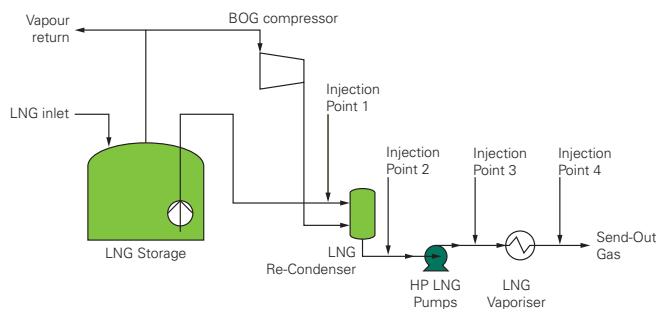 Vapour
return
BOG compressor
LNG inlet
Injection
Point 1
Injection
Point 2
Injection
Point 3
Injection
Point 4
LNG Storage
LNG
Re-Condenser
HP LNG
Pumps
LNG
Vaporiser
Send-Out
Gas